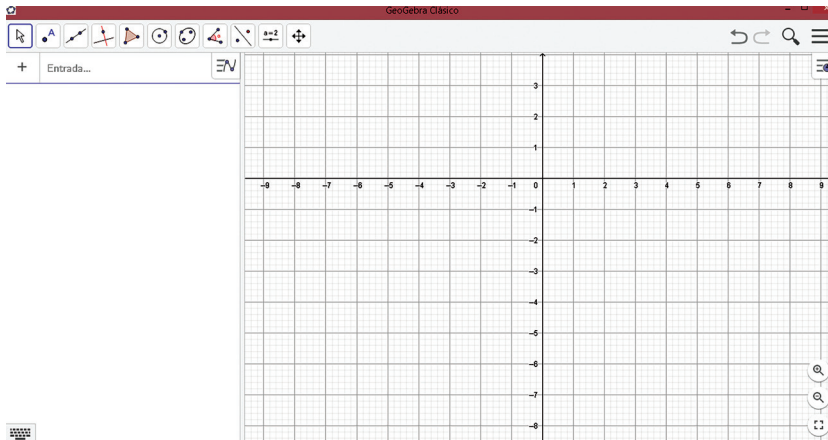 GeoGebra Clásico
A
α°
a=2
+ Entrada...
3
2
1
−9 −8 −7 −6 −5 −4 −3 −2 −1 0 1 2 3 4 5 6 7 8 9
−1
−2
−3
−4
−5
−6
−7
−8